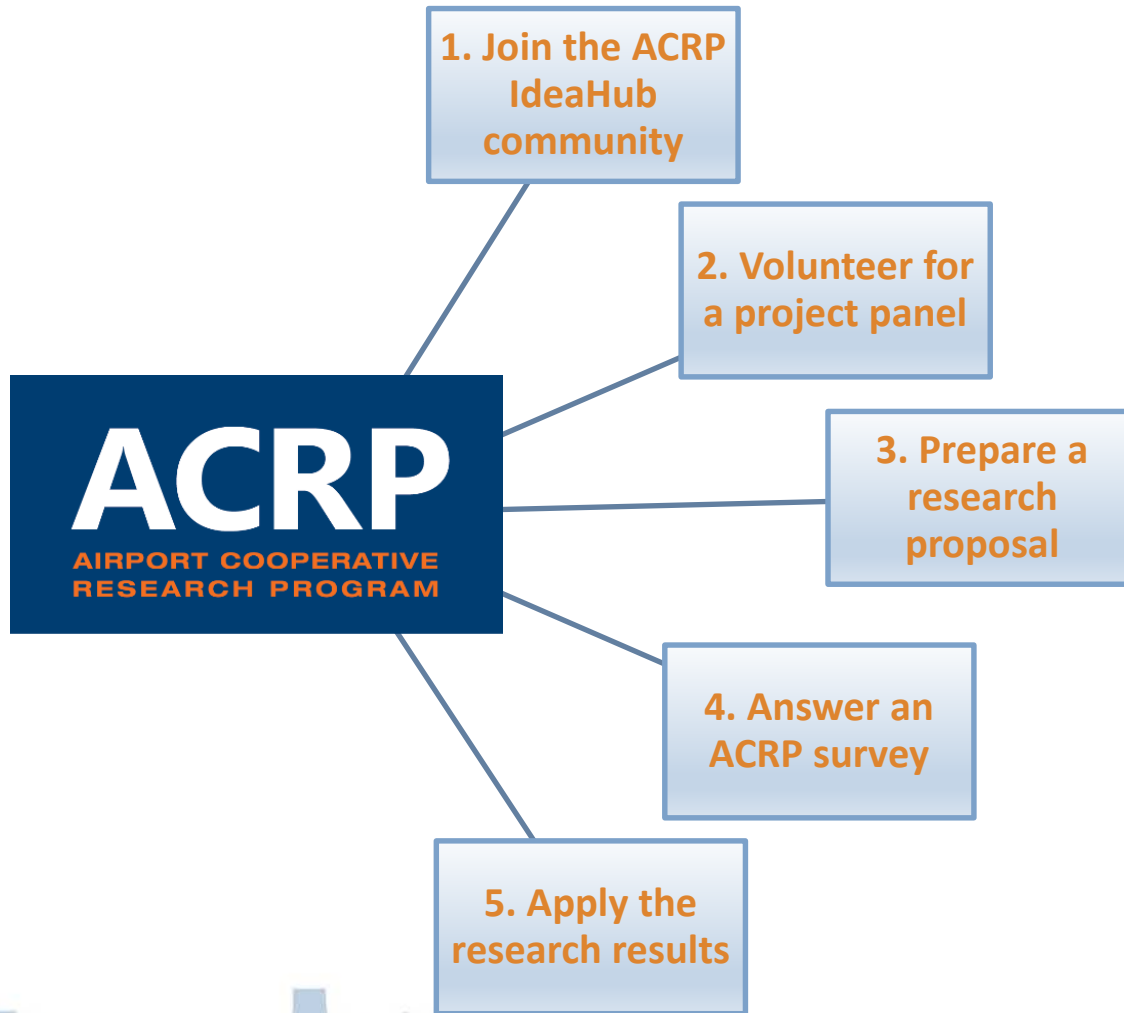 1. Join the ACRP
IdeaHub
community
2. Volunteer for
a project panel
3. Prepare a
research
proposal
ACRP
AIRPORT COOPERATIVE
RESEARCH PROGRAM
4. Answer an
ACRP survey
5. Apply the
research results